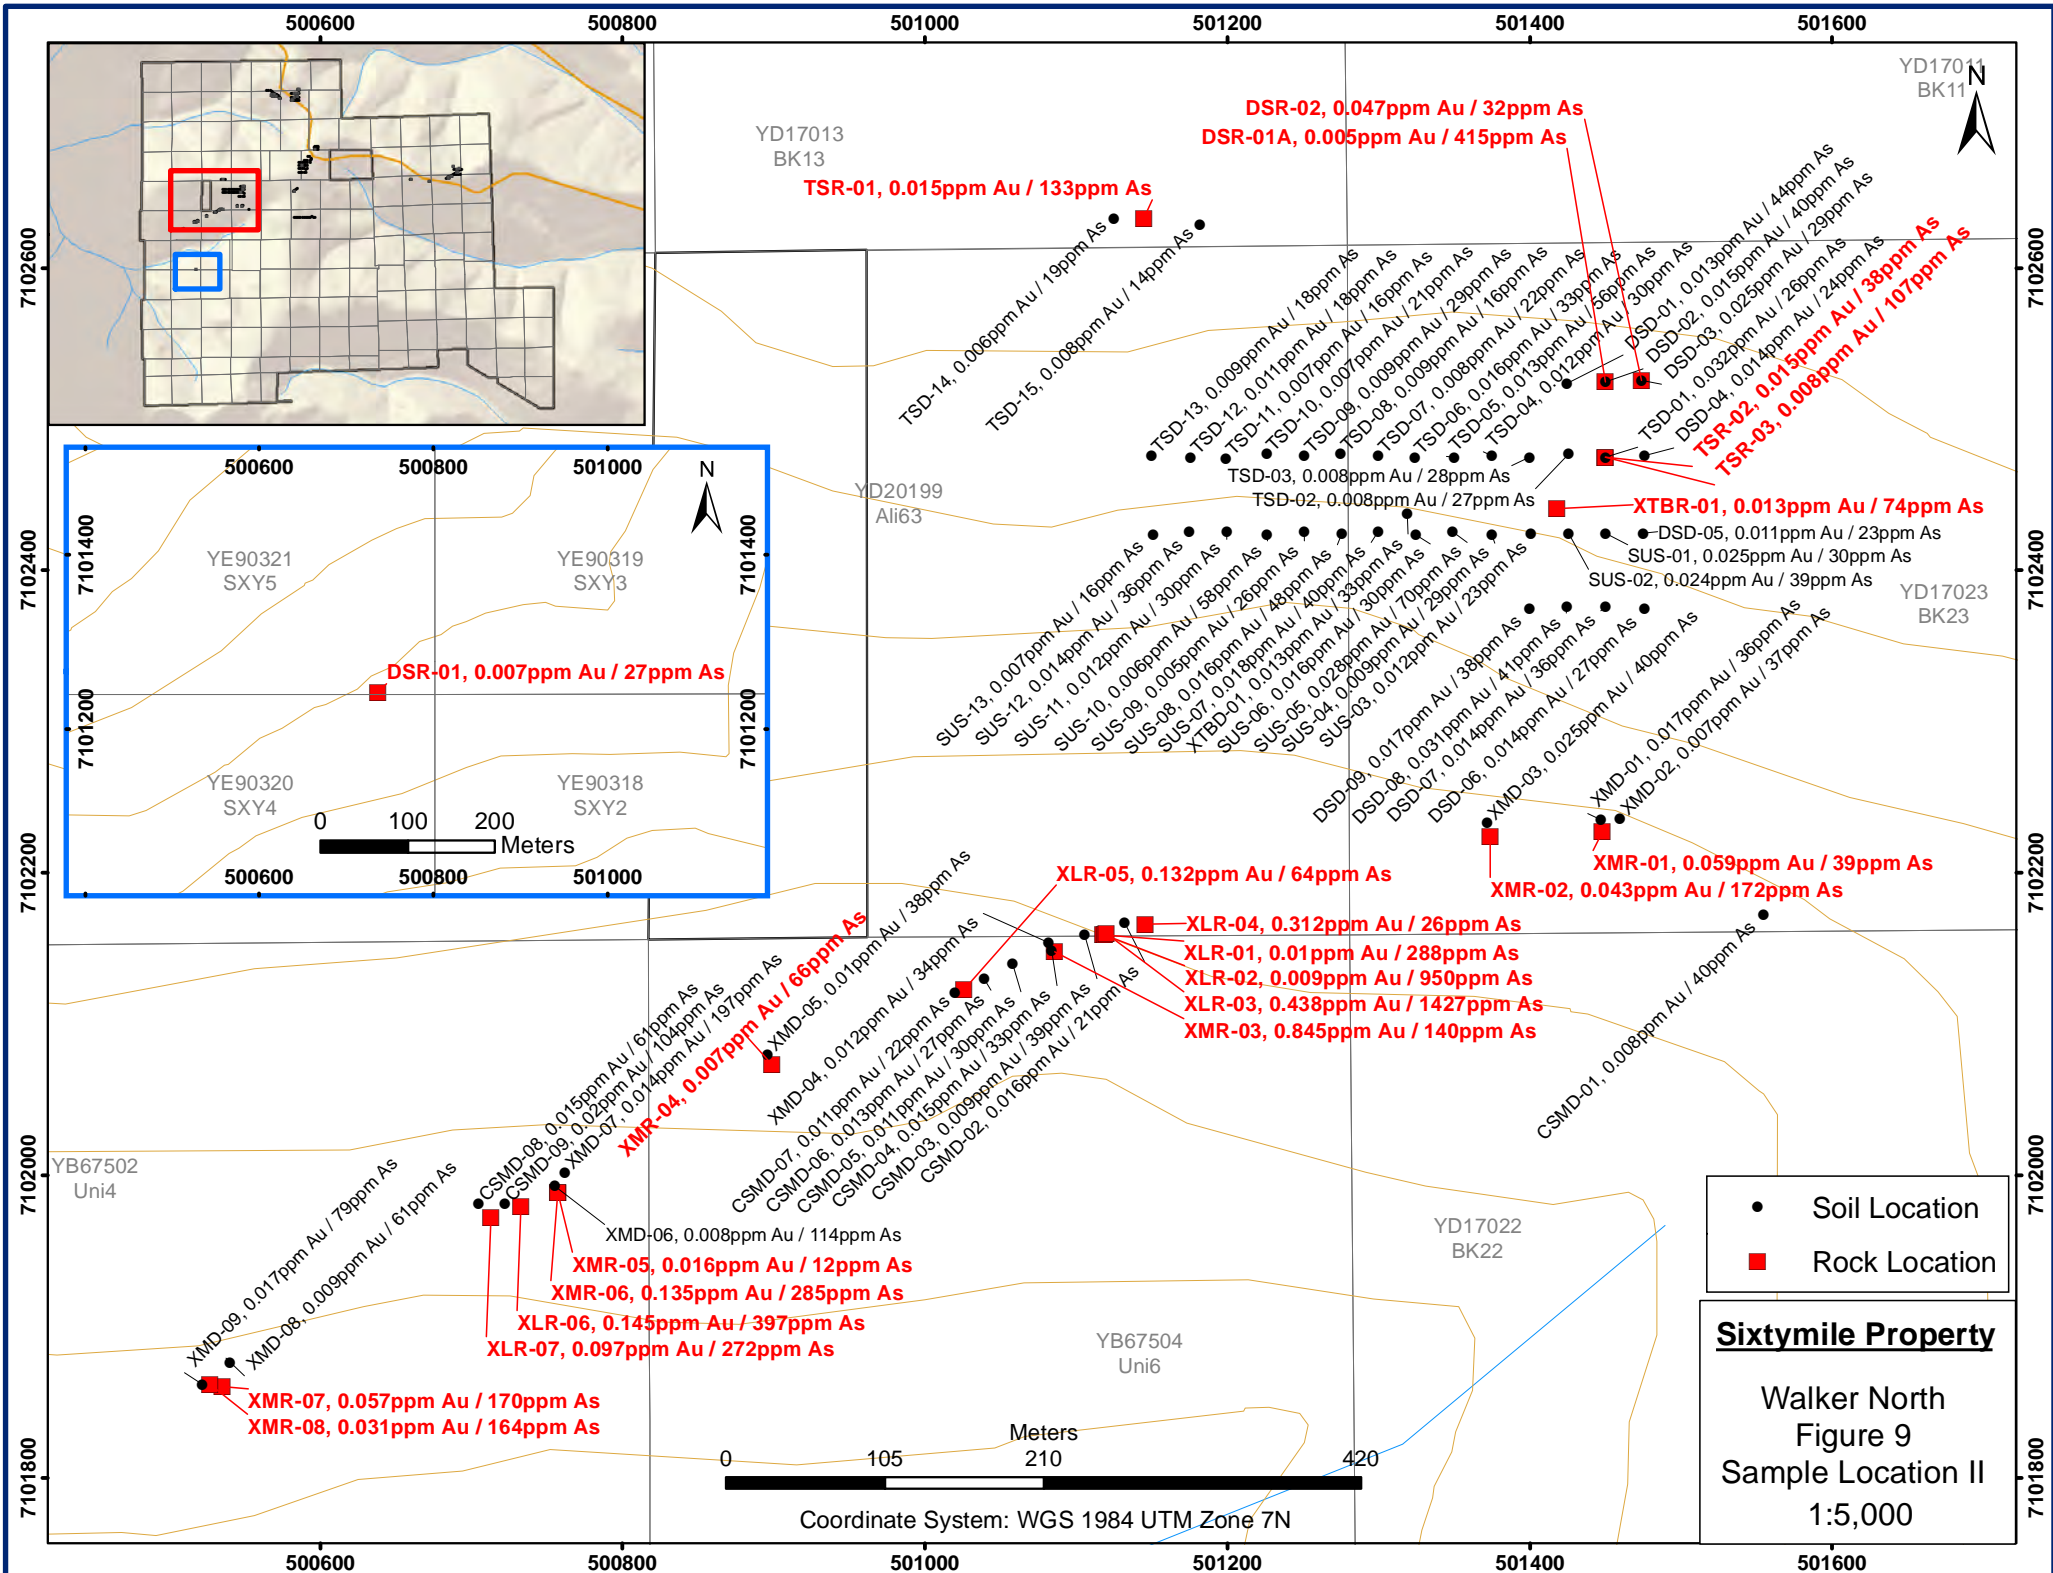 500600
500800
501000
501200
501400
501600
YD17011
BK11
N
DSR-02, 0.047ppm Au / 32ppm As
DSR-01A, 0.005ppm Au / 415ppm As
YD17013
BK13
TSR-01, 0.015ppm Au / 133ppm As
TSD-14, 0.006ppm Au / 19ppm As
TSD-15, 0.008ppm Au / 14ppm As
TSD-13, 0.009ppm Au / 18ppm As
TSD-12, 0.011ppm Au / 18ppm As
TSD-11, 0.007ppm Au / 16ppm As
TSD-10, 0.007ppm Au / 21ppm As
TSD-09, 0.009ppm Au / 29ppm As
TSD-08, 0.009ppm Au / 16ppm As
TSD-07, 0.008ppm Au / 22ppm As
TSD-06, 0.016ppm Au / 33ppm As
TSD-05, 0.013ppm Au / 56ppm As
TSD-04, 0.012ppm Au / 30ppm As
DSD-01, 0.013ppm Au / 44ppm As
DSD-02, 0.015ppm Au / 40ppm As
DSD-03, 0.025ppm Au / 29ppm As
TSD-01, 0.032ppm Au / 26ppm As
DSD-04, 0.014ppm Au / 24ppm As
TSR-02, 0.015ppm Au / 38ppm As
TSR-03, 0.008ppm Au / 107ppm As
7102600
7102600
TSD-03, 0.008ppm Au / 28ppm As
TSD-02, 0.008ppm Au / 27ppm As
YD20199
Ali63
XTBR-01, 0.013ppm Au / 74ppm As
DSD-05, 0.011ppm Au / 23ppm As
SUS-01, 0.025ppm Au / 30ppm As
SUS-02, 0.024ppm Au / 39ppm As
YD17023
BK23
7102400
7102400
SUS-13, 0.007ppm Au / 16ppm As
SUS-12, 0.014ppm Au / 36ppm As
SUS-11, 0.012ppm Au / 30ppm As
SUS-10, 0.006ppm Au / 58ppm As
SUS-09, 0.005ppm Au / 26ppm As
SUS-08, 0.016ppm Au / 48ppm As
SUS-07, 0.018ppm Au / 40ppm As
XTBD-01, 0.013ppm Au / 33ppm As
SUS-06, 0.016ppm Au / 30ppm As
SUS-05, 0.028ppm Au / 70ppm As
SUS-04, 0.009ppm Au / 29ppm As
SUS-03, 0.012ppm Au / 23ppm As
DSD-09, 0.017ppm Au / 38ppm As
DSD-08, 0.031ppm Au / 41ppm As
DSD-07, 0.014ppm Au / 36ppm As
DSD-06, 0.014ppm Au / 27ppm As
XMD-03, 0.025ppm Au / 40ppm As
XMD-01, 0.017ppm Au / 36ppm As
XMD-02, 0.007ppm Au / 37ppm As
500600
500800
501000
N
7101400
7101400
YE90321
SXY5
YE90319
SXY3
DSR-01, 0.007ppm Au / 27ppm As
7101200
7101200
YE90320
SXY4
YE90318
SXY2
0
100
200
Meters
500600
500800
501000
7102200
7102200
XMR-01, 0.059ppm Au / 39ppm As
XMR-02, 0.043ppm Au / 172ppm As
XLR-05, 0.132ppm Au / 64ppm As
XLR-04, 0.312ppm Au / 26ppm As
XLR-01, 0.01ppm Au / 288ppm As
XLR-02, 0.009ppm Au / 950ppm As
XLR-03, 0.438ppm Au / 1427ppm As
XMR-03, 0.845ppm Au / 140ppm As
XMR-04, 0.007ppm Au / 66ppm As
XMD-05, 0.01ppm Au / 38ppm As
XMD-04, 0.012ppm Au / 34ppm As
CSMD-07, 0.011ppm Au / 22ppm As
CSMD-06, 0.013ppm Au / 27ppm As
CSMD-05, 0.011ppm Au / 30ppm As
CSMD-04, 0.015ppm Au / 33ppm As
CSMD-03, 0.009ppm Au / 39ppm As
CSMD-02, 0.016ppm Au / 21ppm As
CSMD-01, 0.008ppm Au / 40ppm As
CSMD-08, 0.015ppm Au / 61ppm As
CSMD-09, 0.02ppm Au / 104ppm As
XMD-07, 0.014ppm Au / 197ppm As
7102000
7102000
YB67502
Uni4
XMD-09, 0.017ppm Au / 79ppm As
XMD-08, 0.009ppm Au / 61ppm As
XMD-06, 0.008ppm Au / 114ppm As
XMR-05, 0.016ppm Au / 12ppm As
XMR-06, 0.135ppm Au / 285ppm As
XLR-06, 0.145ppm Au / 397ppm As
XLR-07, 0.097ppm Au / 272ppm As
XMR-07, 0.057ppm Au / 170ppm As
XMR-08, 0.031ppm Au / 164ppm As
YD17022
BK22
YB67504
Uni6
Soil Location
Rock Location
Sixtymile Property
Walker North
Figure 9
Sample Location II
1:5,000
Meters
0
105
210
420
Coordinate System: WGS 1984 UTM Zone 7N
7101800
7101800
500600
500800
501000
501200
501400
501600